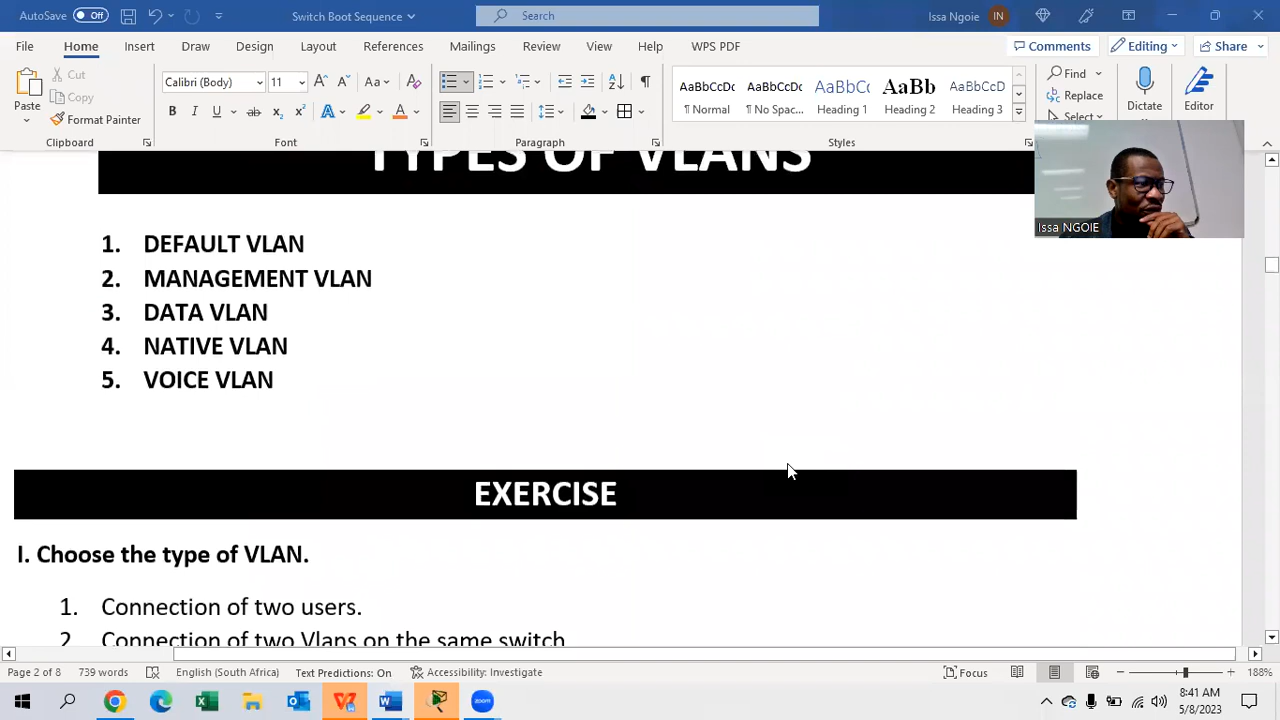 AutoSave Off Switch Boot Sequence Search Issa Ngoie IN
File Home Insert Draw Design Layout References Mailings Review View Help WPS PDF Comments Editing Share
Paste Cut Copy Format Painter
Calibri (Body) 11
AaBbCcDc AaBbCcDc AaBbCc AaBb AaBbCcD
¶ Normal ¶ No Spac... Heading 1 Heading 2 Heading 3
Find Replace Select
Dictate Editor
Clipboard Font Paragraph Styles
TYPES OF VLANS
Issa NGOIE
1. DEFAULT VLAN
2. MANAGEMENT VLAN
3. DATA VLAN
4. NATIVE VLAN
5. VOICE VLAN
EXERCISE
I. Choose the type of VLAN.
1. Connection of two users.
2. Connection of two Vlans on the same switch
Page 2 of 8 739 words English (South Africa) Text Predictions: On Accessibility: Investigate Focus 188%
8:41 AM
5/8/2023